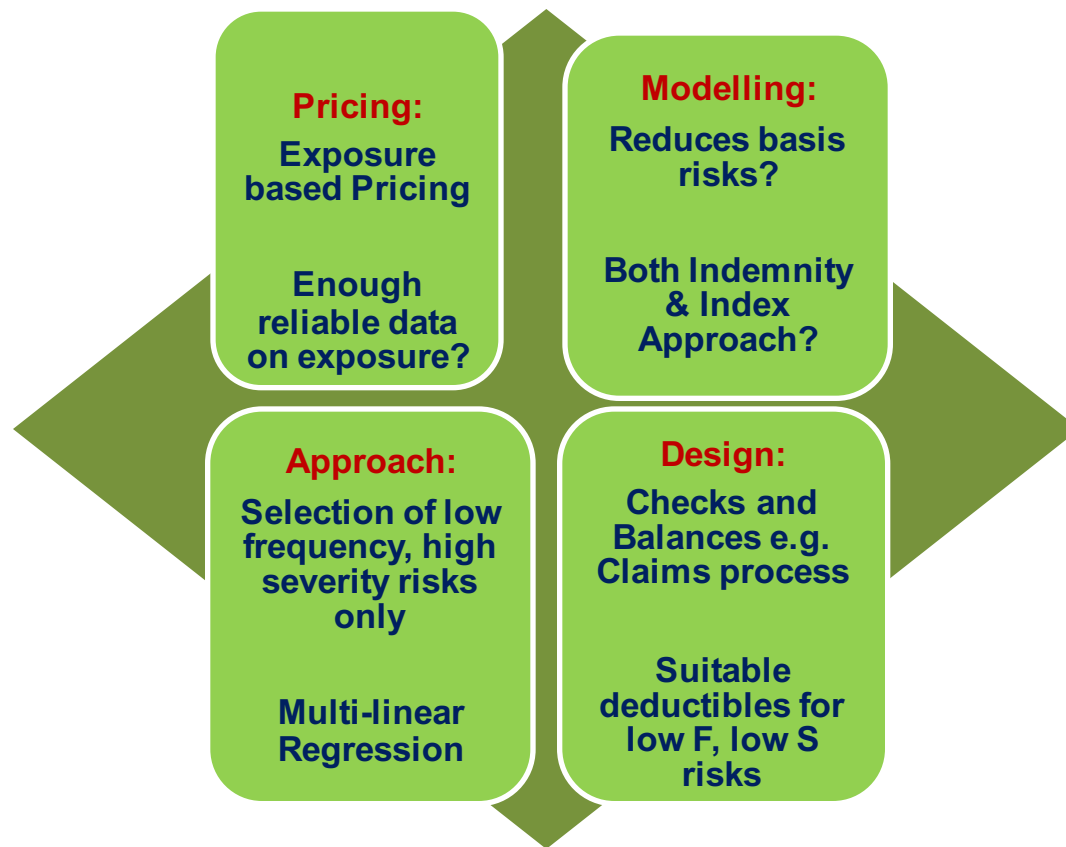 Pricing:
Exposure
based Pricing
Enough
reliable data
on exposure?
Modelling:
Reduces basis
risks?
Both Indemnity
& Index
Approach?
Approach:
Selection of low
frequency, high
severity risks
only
Multi-linear
Regression
Design:
Checks and
Balances e.g.
Claims process
Suitable
deductibles for
low F, low S
risks